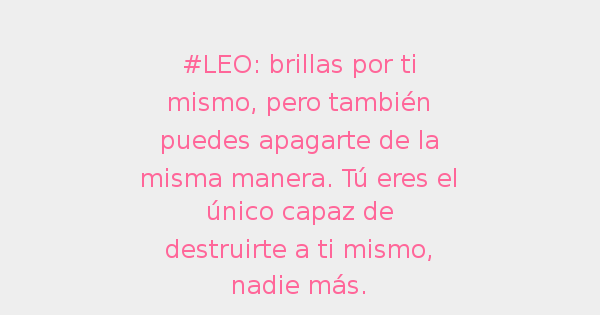 #LEO: brillas por ti
mismo, pero también
puedes apagarte de la
misma manera. Tú eres el
único capaz de
destruirte a ti mismo,
nadie más.